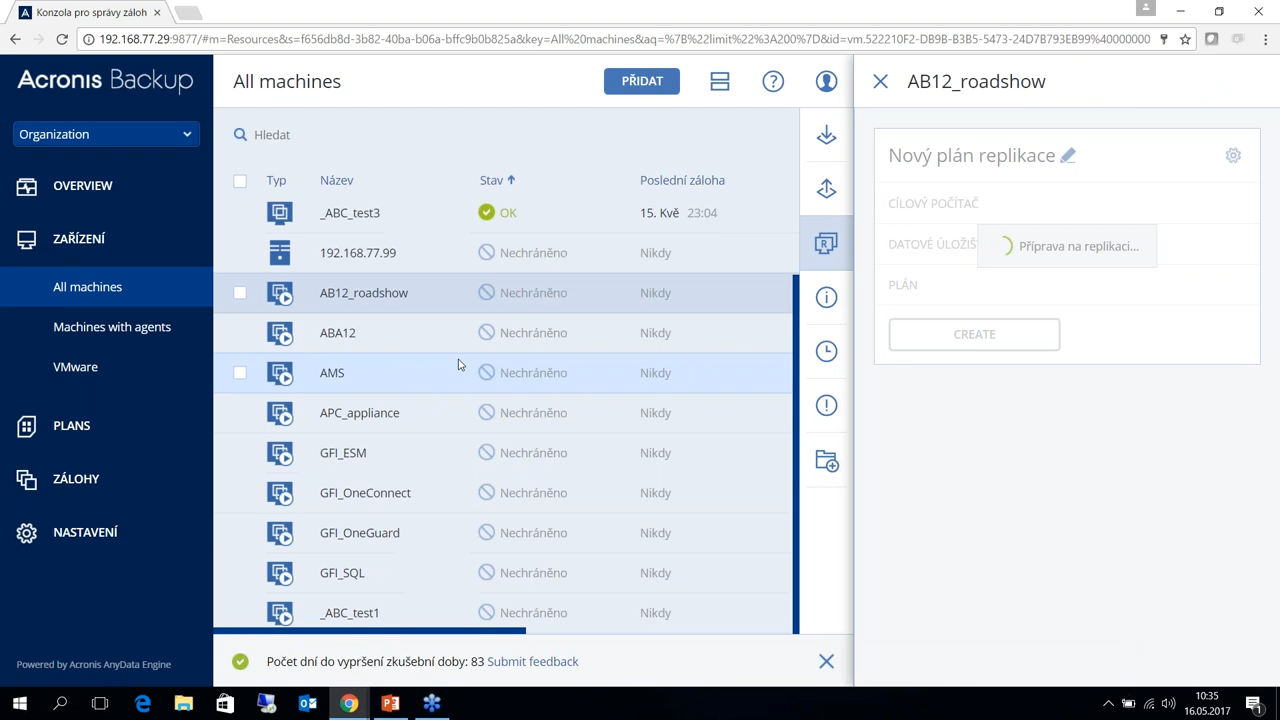 Konzola pro správy záloh
192.168.77.29:9877/#m=Resources&s=f656db8d-3b82-40ba-b06a-bffc9b0b825a&key=All%20machines&aq=%7B%22limit%22%3A200%7D&id=vm.522210F2-DB9B-B3B5-5473-24D7B793EB99%40000000
Acronis Backup
Organization
OVERVIEW
ZAŘÍZENÍ
All machines
Machines with agents
VMware
PLANS
ZÁLOHY
NASTAVENÍ
Powered by Acronis AnyData Engine
All machines
PŘIDAT
Hledat
Typ Název Stav Poslední záloha
_ABC_test3 OK 15. Kvě 23:04
192.168.77.99 Nechráněno Nikdy
AB12_roadshow Nechráněno Nikdy
ABA12 Nechráněno Nikdy
AMS Nechráněno Nikdy
APC_appliance Nechráněno Nikdy
GFI_ESM Nechráněno Nikdy
GFI_OneConnect Nechráněno Nikdy
GFI_OneGuard Nechráněno Nikdy
GFI_SQL Nechráněno Nikdy
_ABC_test1 Nechráněno Nikdy
Počet dní do vypršení zkušební doby: 83 Submit feedback
AB12_roadshow
Nový plán replikace
CÍLOVÝ POČÍTAČ
DATOVÉ ÚLOŽIŠ
Příprava na replikaci...
PLÁN
CREATE
10:35
16.05.2017